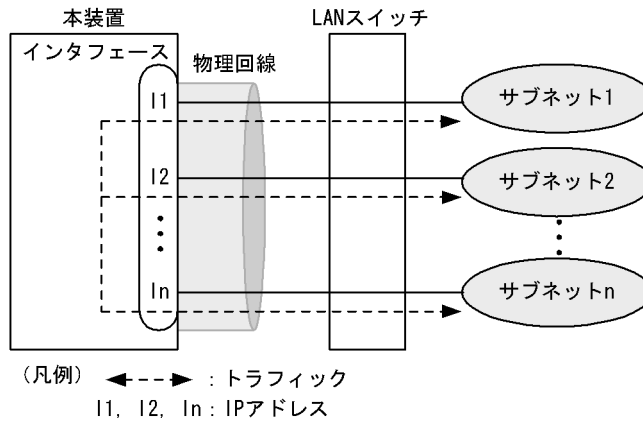 本装置
LANスイッチ
インタフェース
物理回線
I1
サブネット1
I2
サブネット2
In
サブネットn
(凡例) : トラフィック
I1, I2, In : IPアドレス